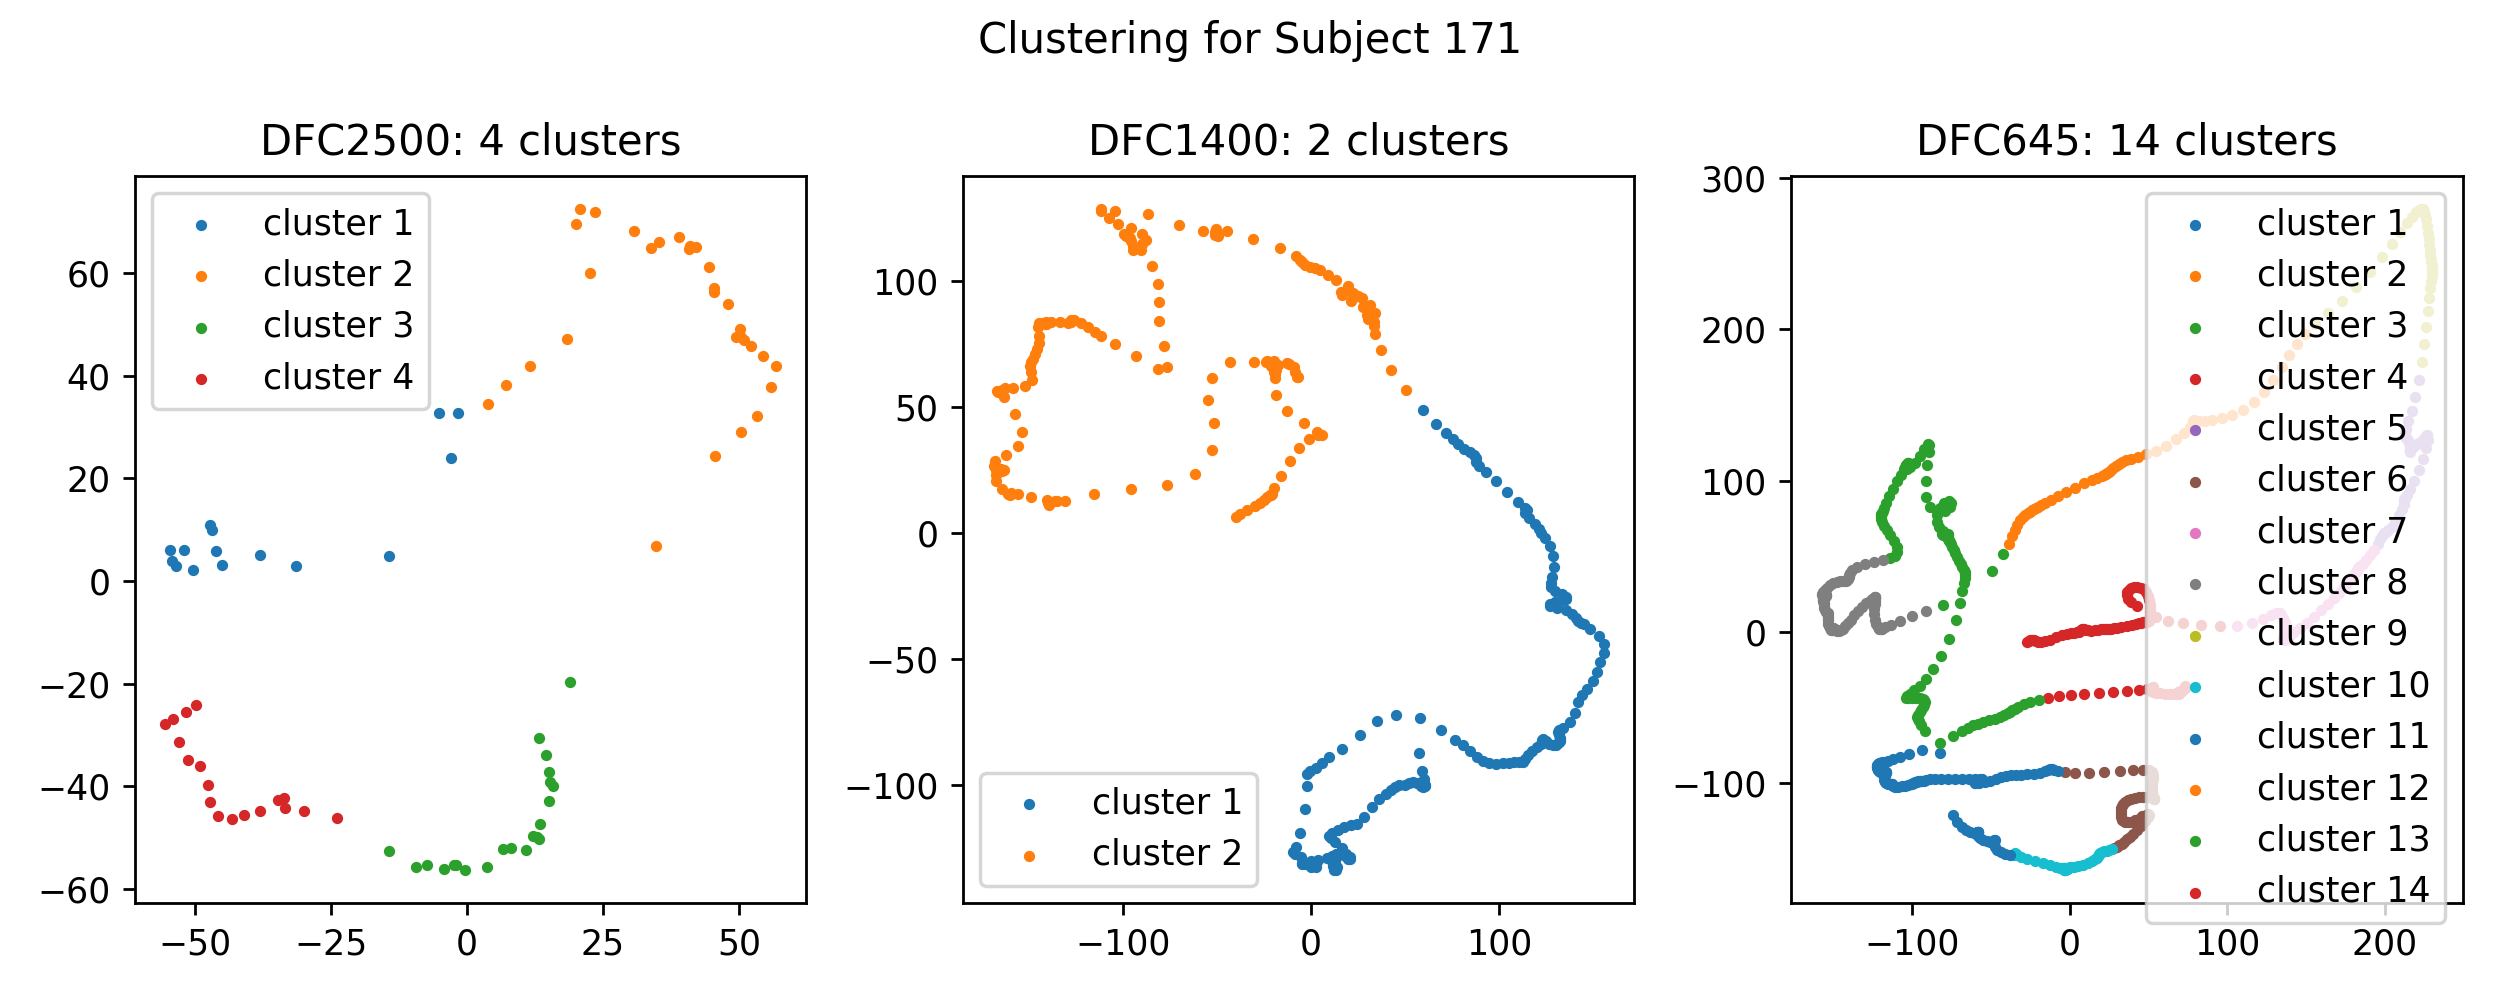 Clustering for Subject 171
DFC2500: 4 clusters
cluster 1
cluster 2
cluster 3
cluster 4
60
40
20
0
−20
−40
−60
−50
−25
0
25
50
DFC1400: 2 clusters
100
50
0
−50
−100
cluster 1
cluster 2
−100
0
100
DFC645: 14 clusters
300
200
100
0
−100
cluster 1
cluster 2
cluster 3
cluster 4
cluster 5
cluster 6
cluster 7
cluster 8
cluster 9
cluster 10
cluster 11
cluster 12
cluster 13
cluster 14
−100
0
100
200